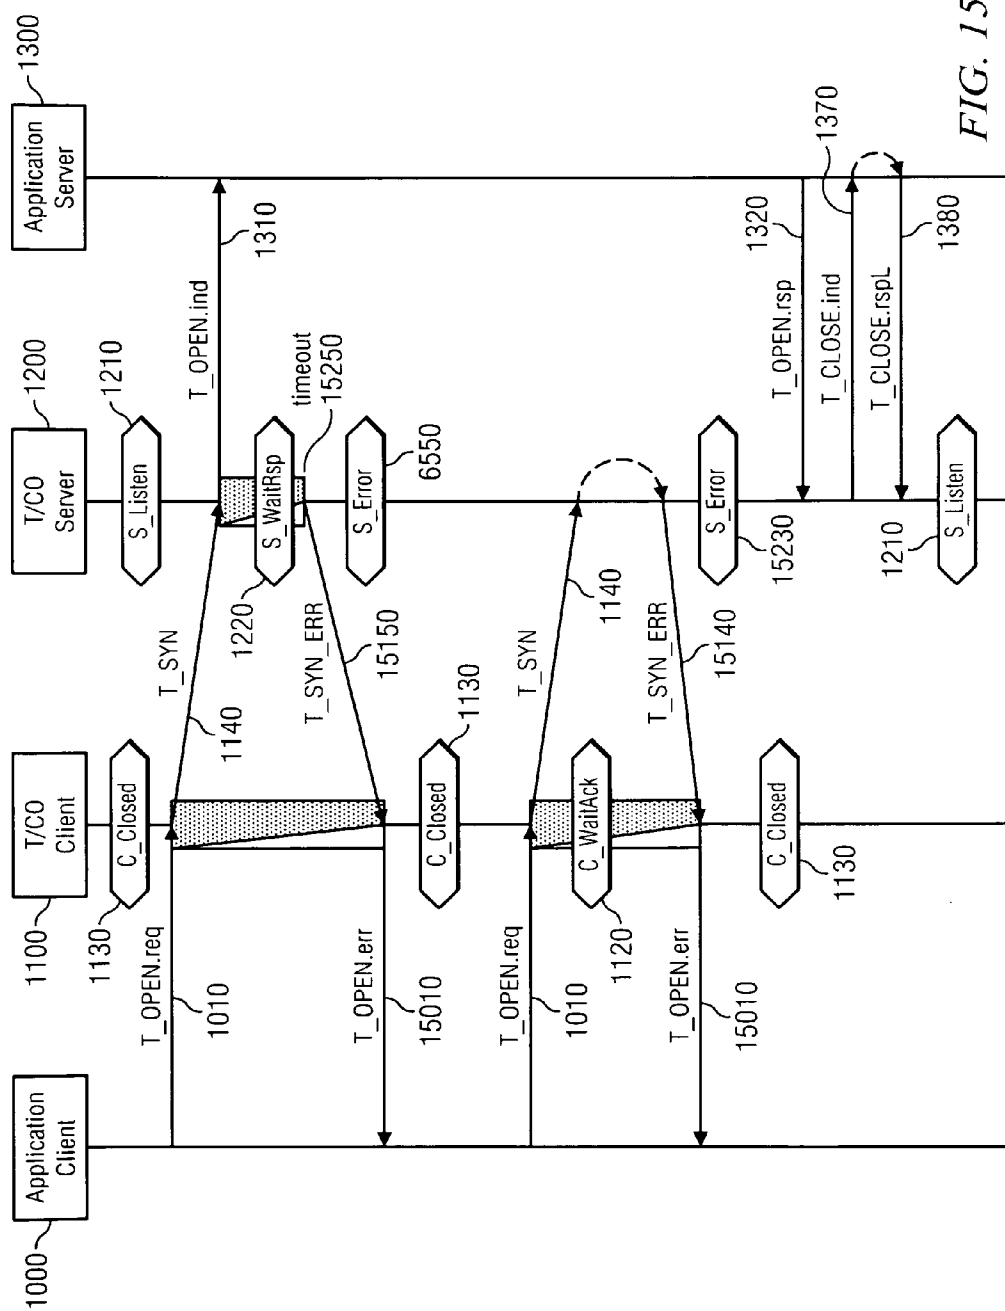 1000
Application
Client
1100
T/CO
Client
1200
T/CO
Server
1300
Application
Server
1130
C_Closed
S_Listen
1210
T_OPEN.req
1010
T_SYN
1140
T_OPEN.ind
1310
1220
S_WaitRsp
timeout
15250
T_OPEN.err
15010
T_SYN_ERR
15150
S_Error
6550
C_Closed
1130
T_OPEN.req
1010
T_SYN
1140
C_WaitAck
1120
T_OPEN.err
15010
T_SYN_ERR
15140
S_Error
15230
C_Closed
1130
T_OPEN.rsp
1320
T_CLOSE.ind
1370
T_CLOSE.rspL
1380
1210
S_Listen
FIG. 15